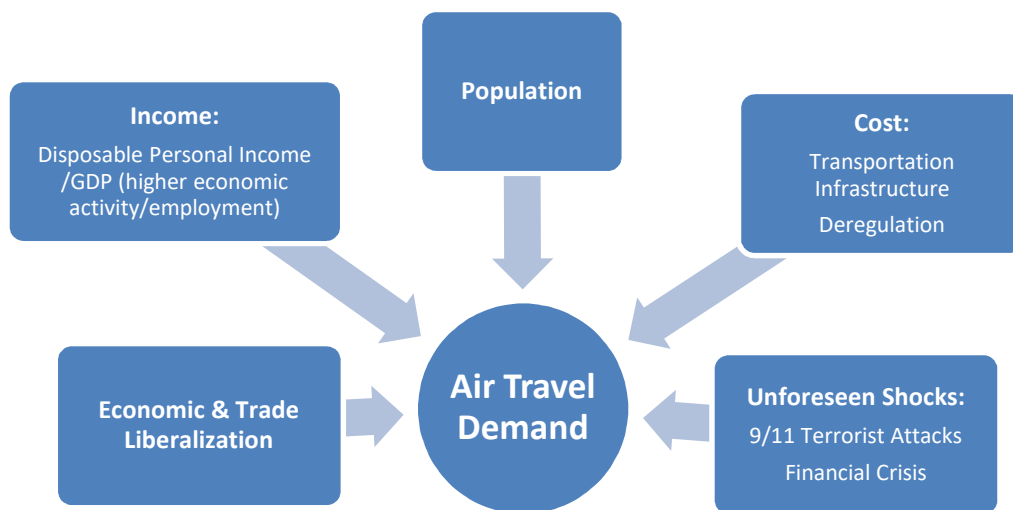 Population
Income:
Disposable Personal Income
/GDP (higher economic
activity/employment)
Cost:
Transportation
Infrastructure
Deregulation
Economic & Trade
Liberalization
Air Travel
Demand
Unforeseen Shocks:
9/11 Terrorist Attacks
Financial Crisis